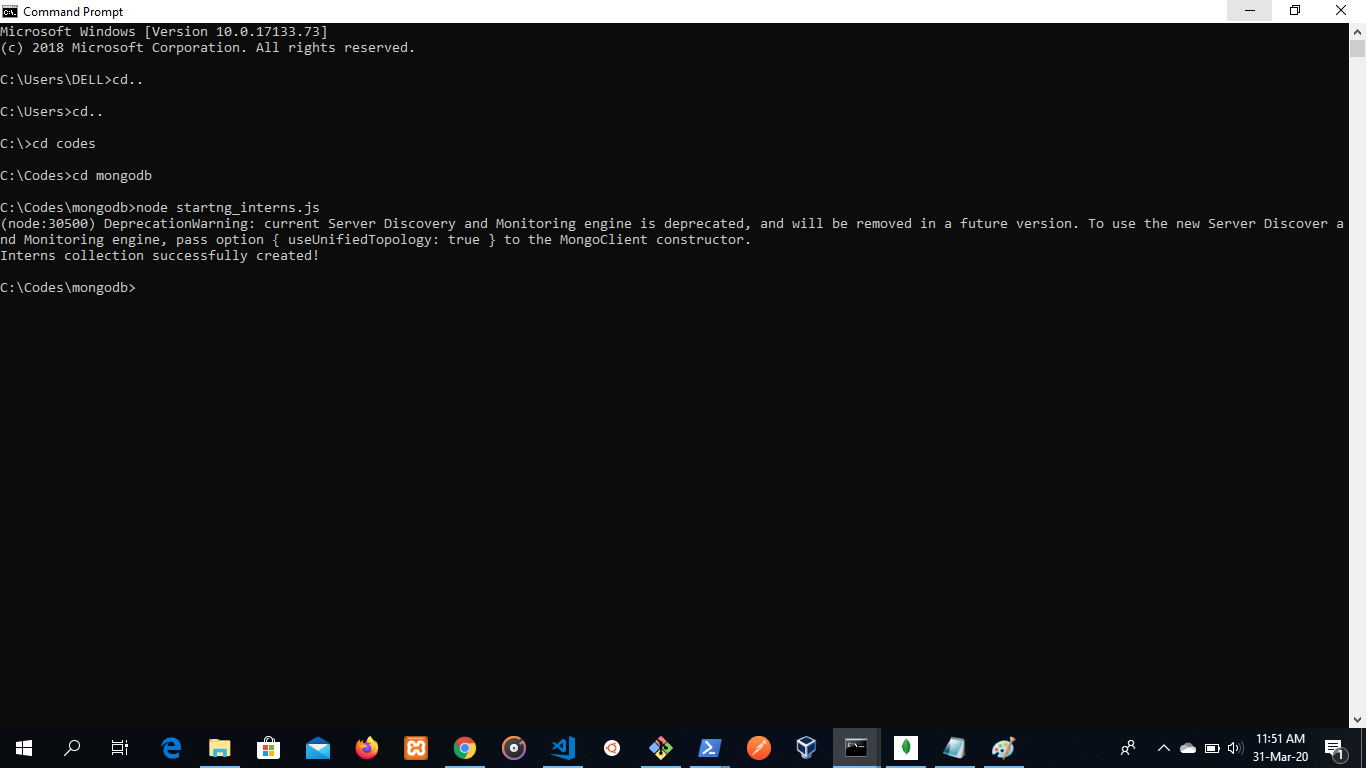 Command Prompt
Microsoft Windows [Version 10.0.17133.73]
(c) 2018 Microsoft Corporation. All rights reserved.
C:\Users\DELL>cd..
C:\Users>cd..
C:\>cd codes
C:\Codes>cd mongodb
C:\Codes\mongodb>node startng_interns.js
(node:30500) DeprecationWarning: current Server Discovery and Monitoring engine is deprecated, and will be removed in a future version. To use the new Server Discover a
nd Monitoring engine, pass option { useUnifiedTopology: true } to the MongoClient constructor.
Interns collection successfully created!
C:\Codes\mongodb>
11:51 AM
31-Mar-20
1